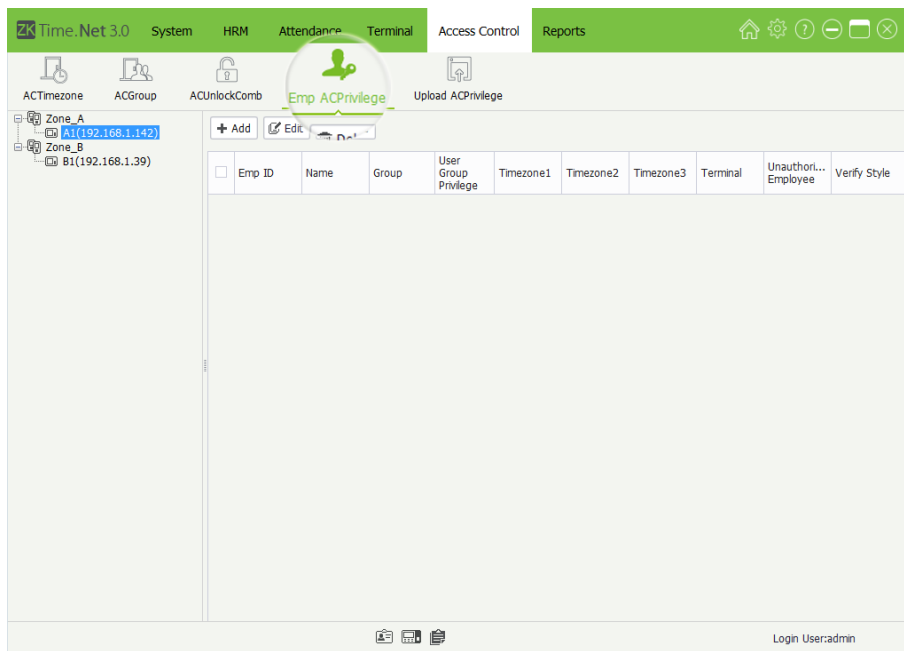 ZKTime.Net 3.0 System HRM Attendance Terminal Access Control Reports
ACTimezone ACGroup ACUnlockComb Emp ACPrivilege Upload ACPrivilege
Zone_A
A1(192.168.1.142)
Zone_B
B1(192.168.1.39)
+ Add Edit
Emp ID Name Group User Group Privilege Timezone1 Timezone2 Timezone3 Terminal Unauthori... Employee Verify Style
Login User:admin